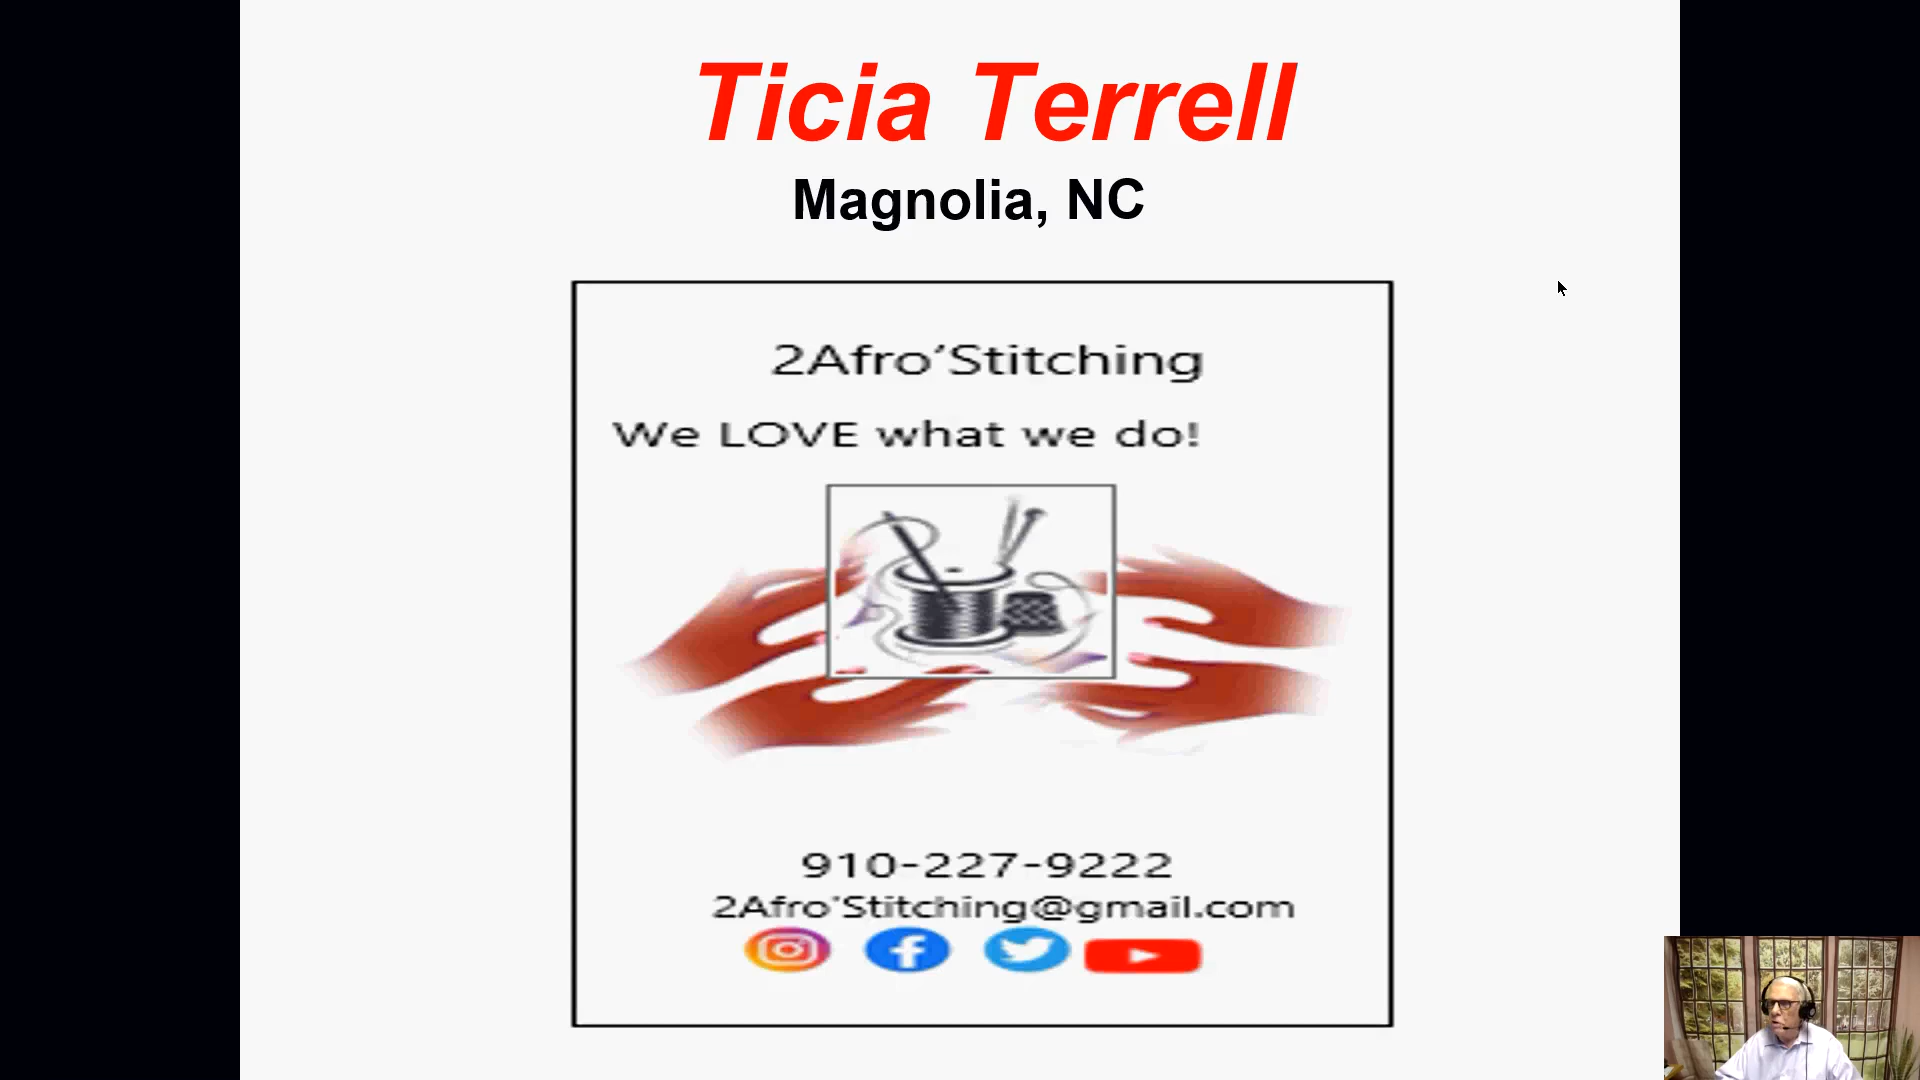 Ticia Terrell
Magnolia, NC
2Afro’Stitching
We LOVE what we do!
910-227-9222
2Afro’Stitching@gmail.com